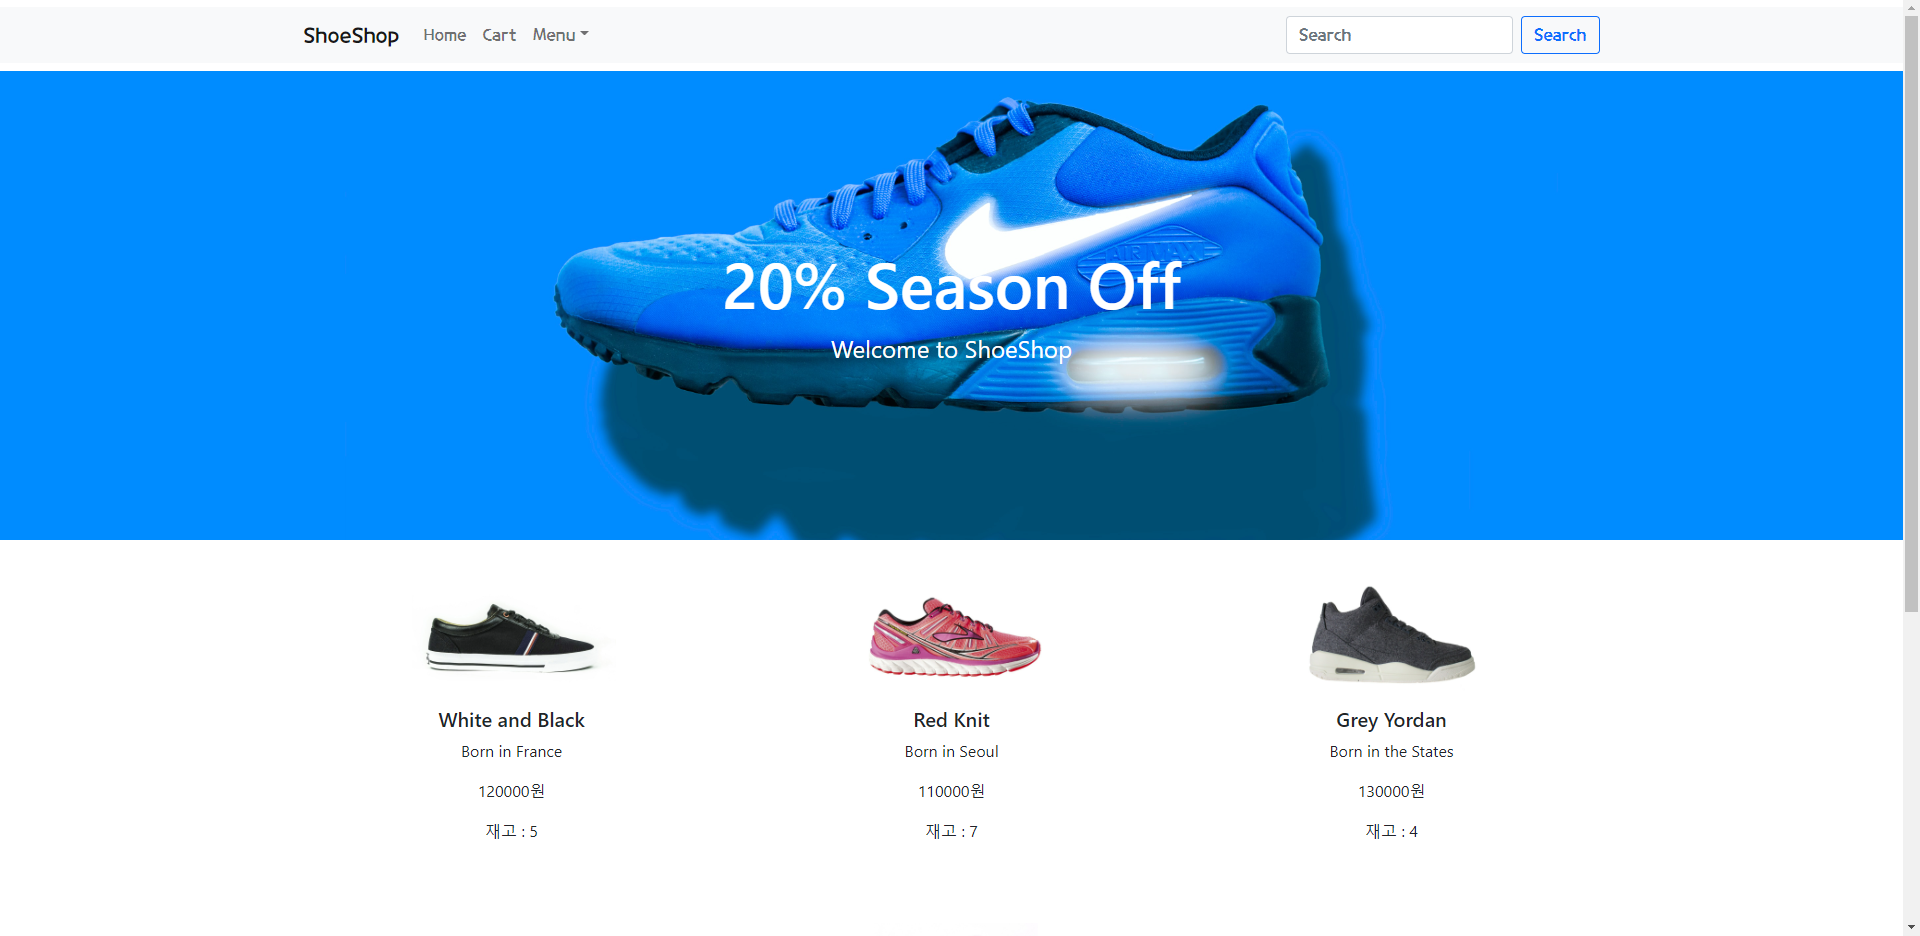 ShoeShop Home Cart Menu Search Search
AIR MAX
20% Season Off
Welcome to ShoeShop
White and Black Red Knit Grey Yordan
Born in France Born in Seoul Born in the States
120000원 110000원 130000원
재고 : 5 재고 : 7 재고 : 4